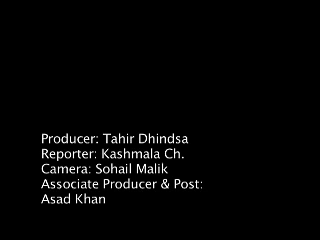 Producer: Tahir Dhindsa
Reporter: Kashmala Ch.
Camera: Sohail Malik
Associate Producer & Post:
Asad Khan